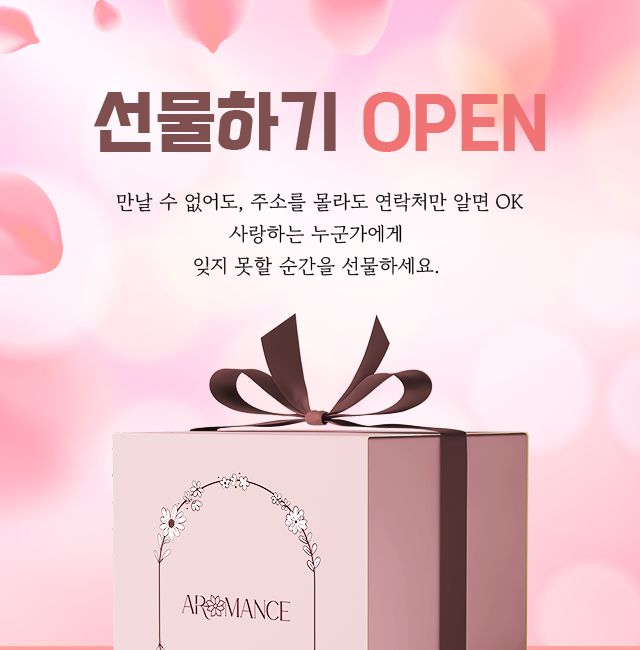 선물하기 OPEN
만날 수 없어도, 주소를 몰라도 연락처만 알면 OK
사랑하는 누군가에게
잊지 못할 순간을 선물하세요.
AROMANCE